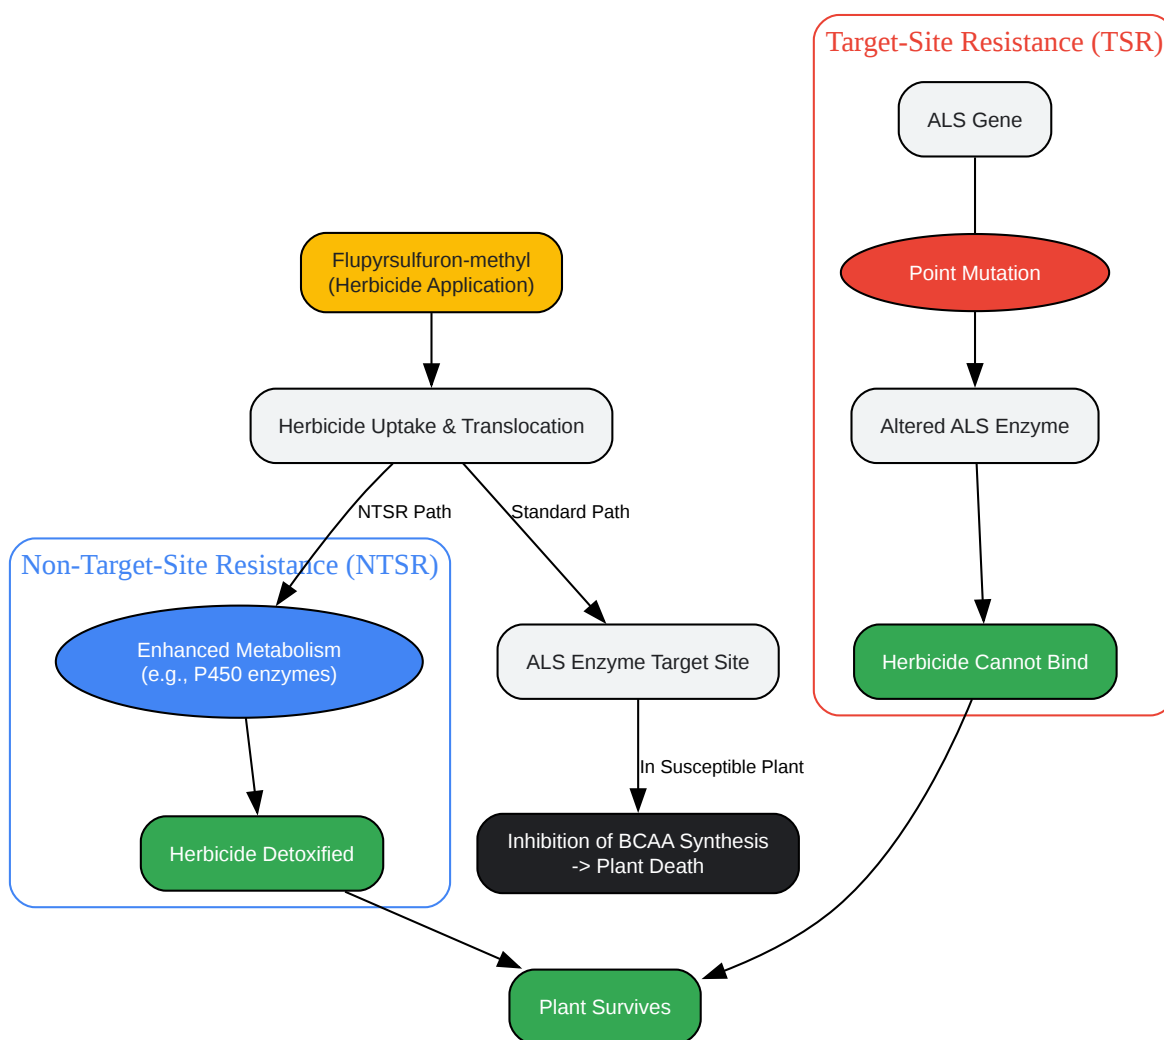 Target-Site Resistance (TSR)
ALS Gene
Point Mutation
Altered ALS Enzyme
Herbicide Cannot Bind
Flupyrsulfuron-methyl
(Herbicide Application)
Herbicide Uptake & Translocation
NTSR Path
Standard Path
Non-Target-Site Resistance (NTSR)
Enhanced Metabolism
(e.g., P450 enzymes)
Herbicide Detoxified
ALS Enzyme Target Site
In Susceptible Plant
Inhibition of BCAA Synthesis
-> Plant Death
Plant Survives